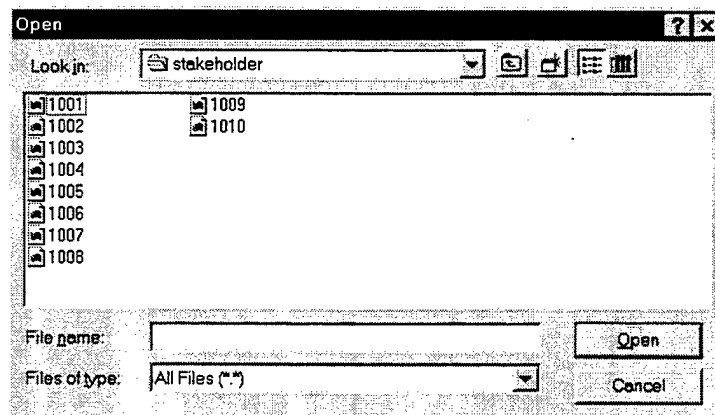 Open
Look in: stakeholder
1001 1009
1002 1010
1003
1004
1005
1006
1007
1008
File name: Open
Files of type: All Files (*.*) Cancel